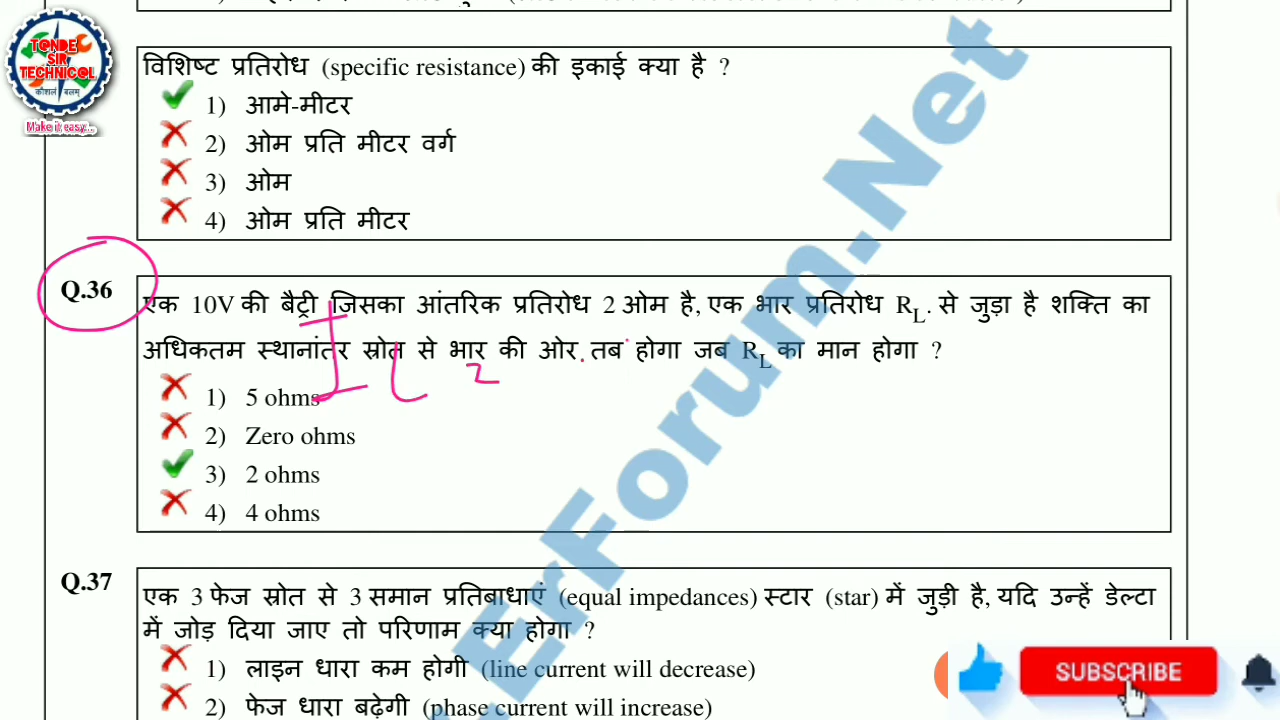 TONDE
SIR
TECHNICAL
कौशलं बलम्
Make it easy...
विशिष्ट प्रतिरोध (specific resistance) की इकाई क्या है ?
1) आमे-मीटर
2) ओम प्रति मीटर वर्ग
3) ओम
4) ओम प्रति मीटर
Q.36
एक 10V की बैट्री जिसका आंतरिक प्रतिरोध 2 ओम है, एक भार प्रतिरोध RL. से जुड़ा है शक्ति का
अधिकतम स्थानांतर स्रोत से भार की ओर तब होगा जब RL का मान होगा ?
1) 5 ohms
2) Zero ohms
3) 2 ohms
4) 4 ohms
I L 2
Q.37
एक 3 फेज स्रोत से 3 समान प्रतिबाधाएं (equal impedances) स्टार (star) में जुड़ी है, यदि उन्हें डेल्टा
में जोड़ दिया जाए तो परिणाम क्या होगा ?
1) लाइन धारा कम होगी (line current will decrease)
2) फेज धारा बढ़ेगी (phase current will increase)
ErForum.Net
SUBSCRIBE